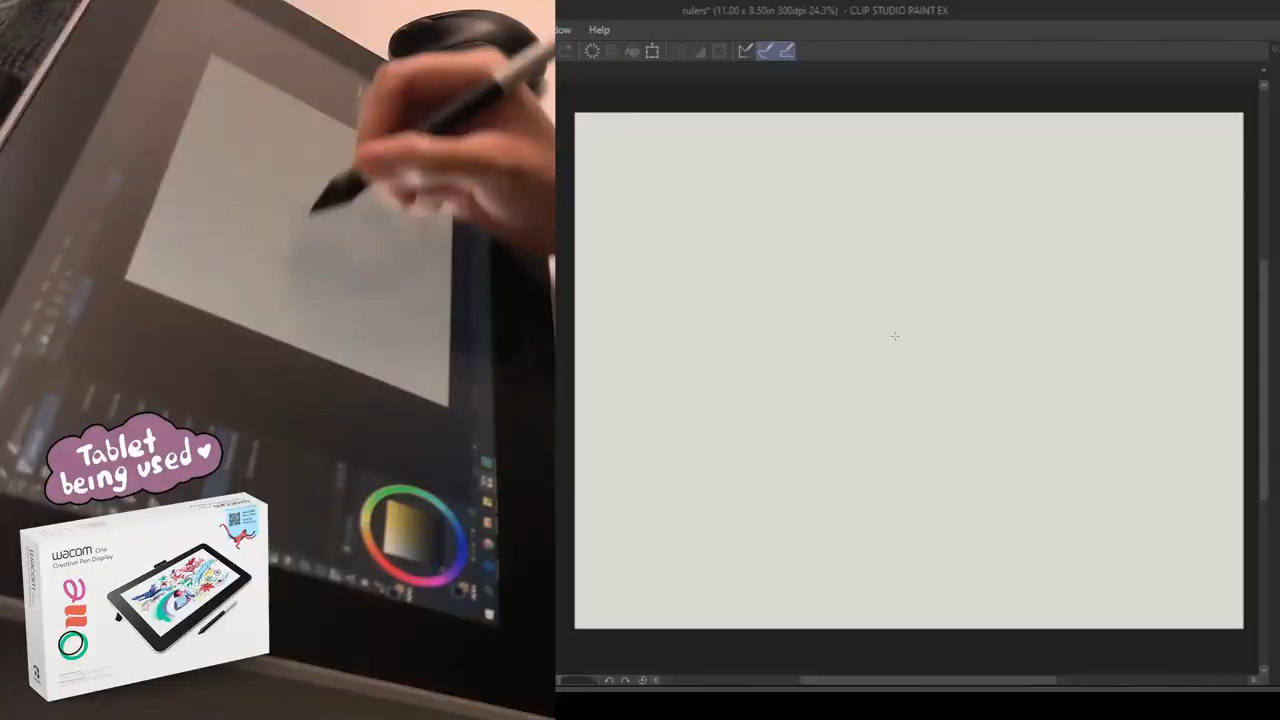 rulers* (11.00 x 8.50in 300dpi 24.3%) - CLIP STUDIO PAINT EX
Help
Tablet
being used
wacom One
Creative Pen Display
one